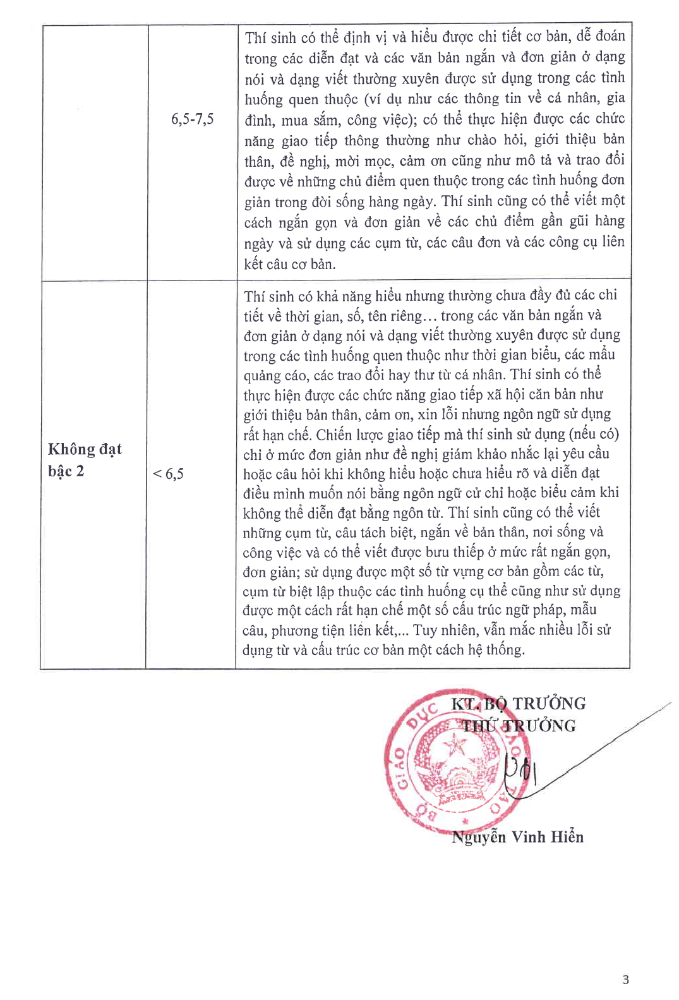 Thí sinh có thể định vị và hiểu được chi tiết cơ bản, dễ đoán
trong các diễn đạt và các văn bản ngắn và đơn giản ở dạng
nói và dạng viết thường xuyên được sử dụng trong các tình
huống quen thuộc (ví dụ như các thông tin về cá nhân, gia
6,5-7,5
đình, mua sắm, công việc); có thể thực hiện được các chức
năng giao tiếp thông thường như chào hỏi, giới thiệu bản
thân, đề nghị, mời mọc, cảm ơn cũng như mô tả và trao đổi
được về những chủ điểm quen thuộc trong các tình huống đơn
giản trong đời sống hàng ngày. Thí sinh cũng có thể viết một
cách ngắn gọn và đơn giản về các chủ điểm gần gũi hàng
ngày và sử dụng các cụm từ, các câu đơn và các công cụ liên
kết câu cơ bản.
Không đạt
bậc 2
< 6,5
Thí sinh có khả năng hiểu nhưng thường chưa đầy đủ các chi
tiết về thời gian, số, tên riêng… trong các văn bản ngắn và
đơn giản ở dạng nói và dạng viết thường xuyên được sử dụng
trong các tình huống quen thuộc như thời gian biểu, các mẩu
quảng cáo, các trao đổi hay thư từ cá nhân. Thí sinh có thể
thực hiện được các chức năng giao tiếp xã hội căn bản như
giới thiệu bản thân, cảm ơn, xin lỗi nhưng ngôn ngữ sử dụng
rất hạn chế. Chiến lược giao tiếp mà thí sinh sử dụng (nếu có)
chỉ ở mức đơn giản như đề nghị giám khảo nhắc lại yêu cầu
hoặc câu hỏi khi không hiểu hoặc chưa hiểu rõ và diễn đạt
điều mình muốn nói bằng ngôn ngữ cử chỉ hoặc biểu cảm khi
không thể diễn đạt bằng ngôn từ. Thí sinh cũng có thể viết
những cụm từ, câu tách biệt, ngắn về bản thân, nơi sống và
công việc và có thể viết được bưu thiếp ở mức rất ngắn gọn,
đơn giản; sử dụng được một số từ vựng cơ bản gồm các từ,
cụm từ biệt lập thuộc các tình huống cụ thể cũng như sử dụng
được một cách rất hạn chế một số cấu trúc ngữ pháp, mẫu
câu, phương tiện liên kết,... Tuy nhiên, vẫn mắc nhiều lỗi sử
dụng từ và cấu trúc cơ bản một cách hệ thống.
KT. BỘ TRƯỞNG
THỨ TRƯỞNG
BỘ GIÁO DỤC VÀ ĐÀO TẠO
Nguyễn Vinh Hiển
3